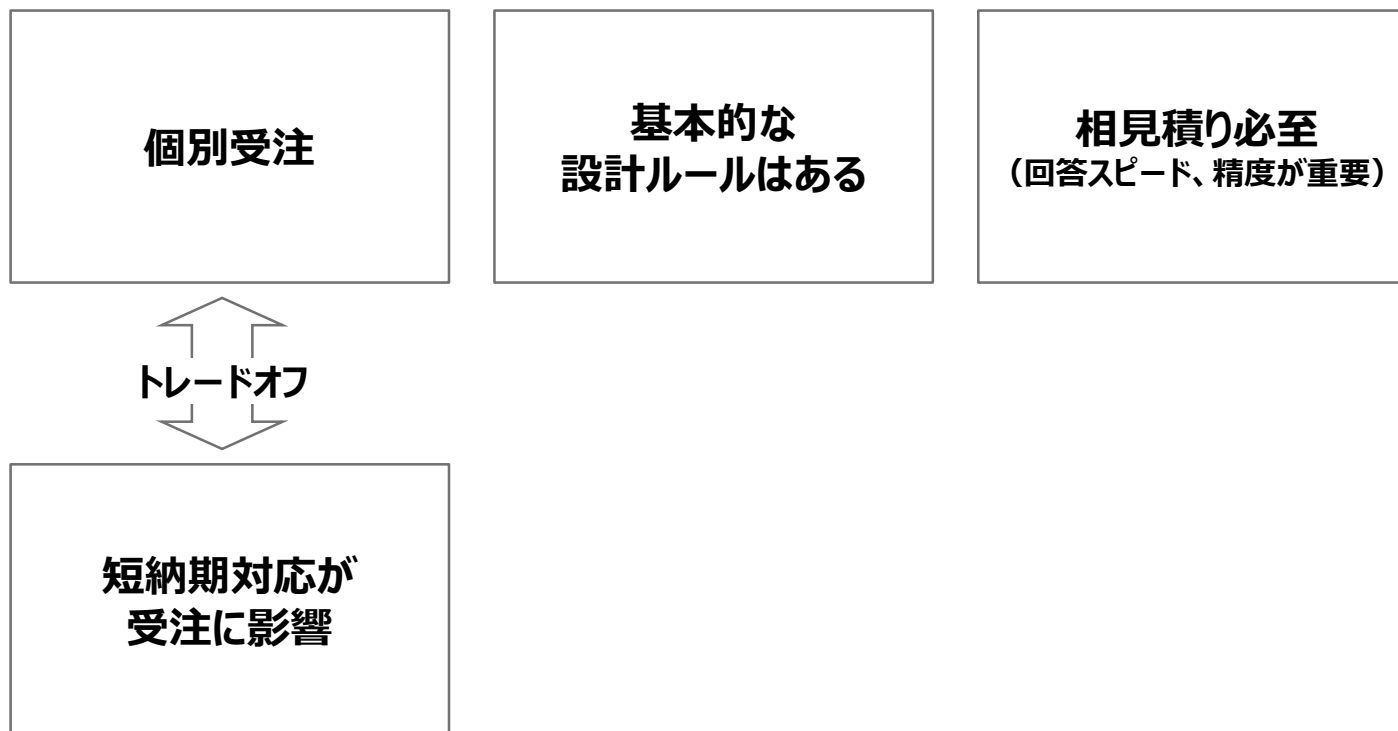 個別受注
基本的な
設計ルールはある
相見積り必至
（回答スピード、精度が重要）
トレードオフ
短納期対応が
受注に影響